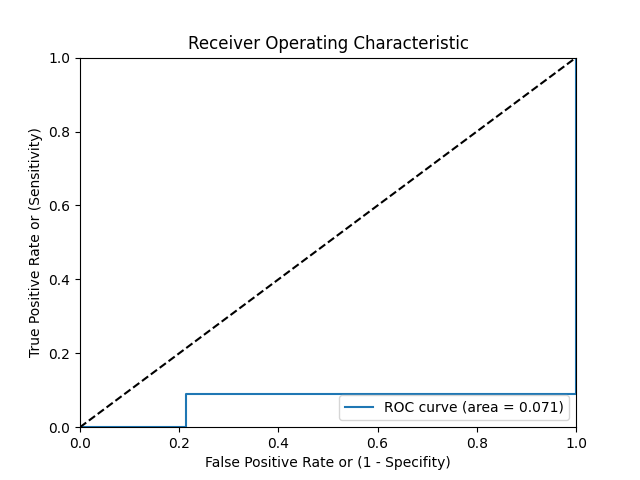 Receiver Operating Characteristic
True Positive Rate or (Sensitivity)
1.0
0.8
0.6
0.4
0.2
0.0
ROC curve (area = 0.071)
0.0 0.2 0.4 0.6 0.8 1.0
False Positive Rate or (1 - Specifity)